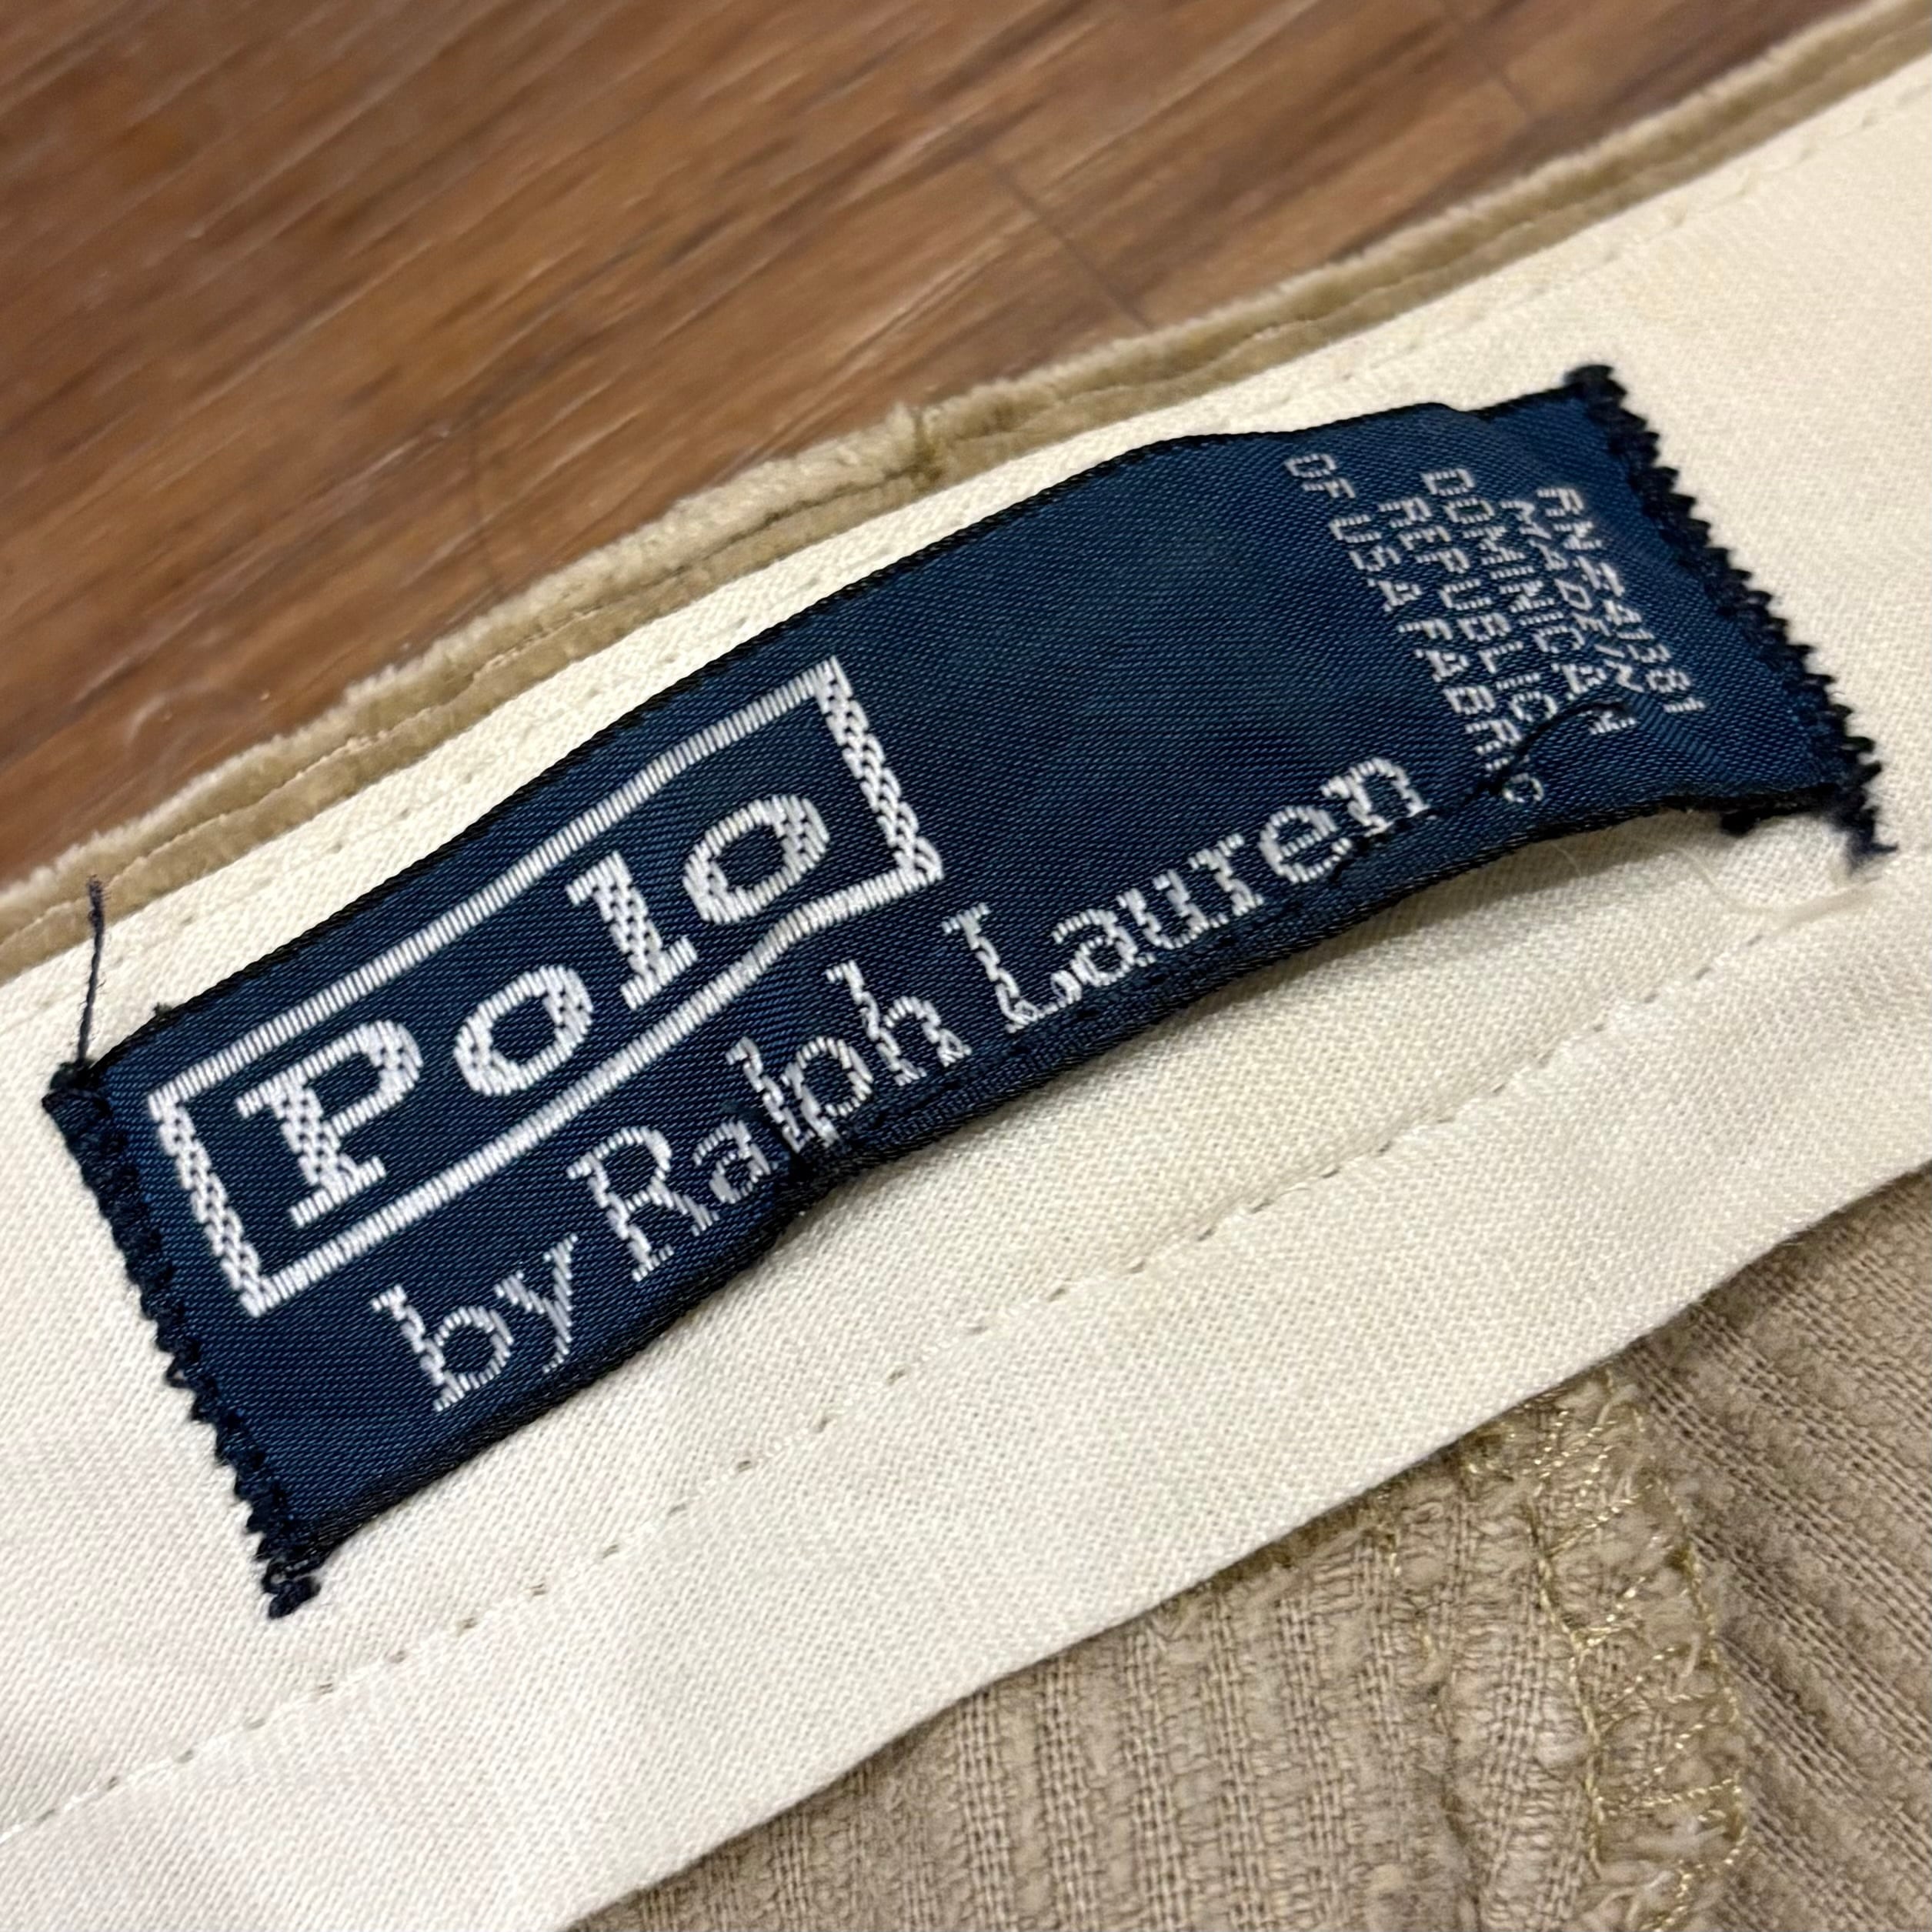 Polo
by Ralph Lauren
RN 41381
MADE IN
DOMINICAN
REPUBLIC
OF USA FABRIC